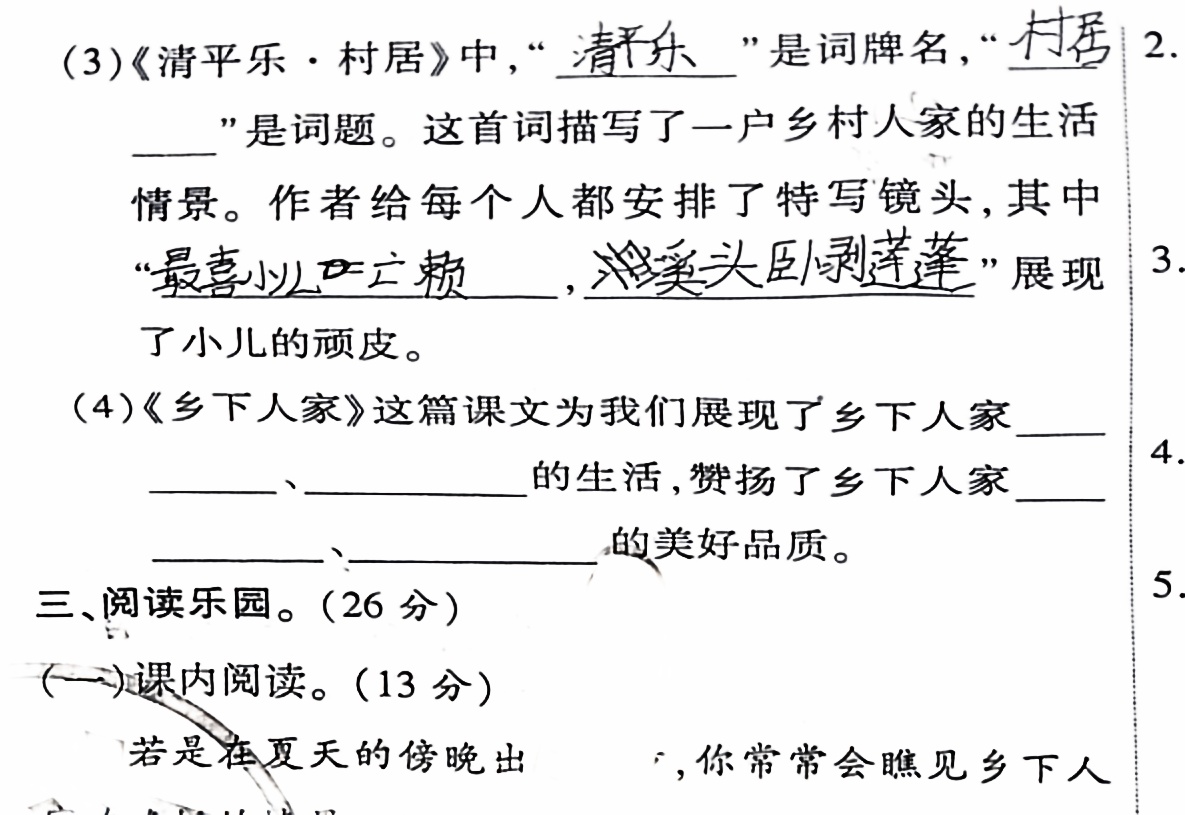 (3)《清平乐·村居》中,“清平乐”是词牌名,“村居 2.
”是词题。这首词描写了一户乡村人家的生活
情景。作者给每个人都安排了特写镜头,其中
“最喜小儿亡赖,溪头卧剥莲蓬”展现 3.
了小儿的顽皮。
(4)《乡下人家》这篇课文为我们展现了乡下人家
、的生活,赞扬了乡下人家 4.
、的美好品质。
三、阅读乐园。(26 分) 5.
(一)课内阅读。(13 分)
若是在夏天的傍晚出 ,你常常会瞧见乡下人